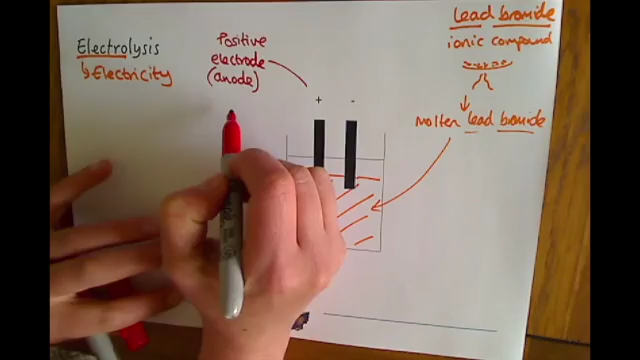 Electrolysis
Electricity
Positive
electrode
(anode)
+ -
Lead bromide
ionic compound
Molten lead bromide